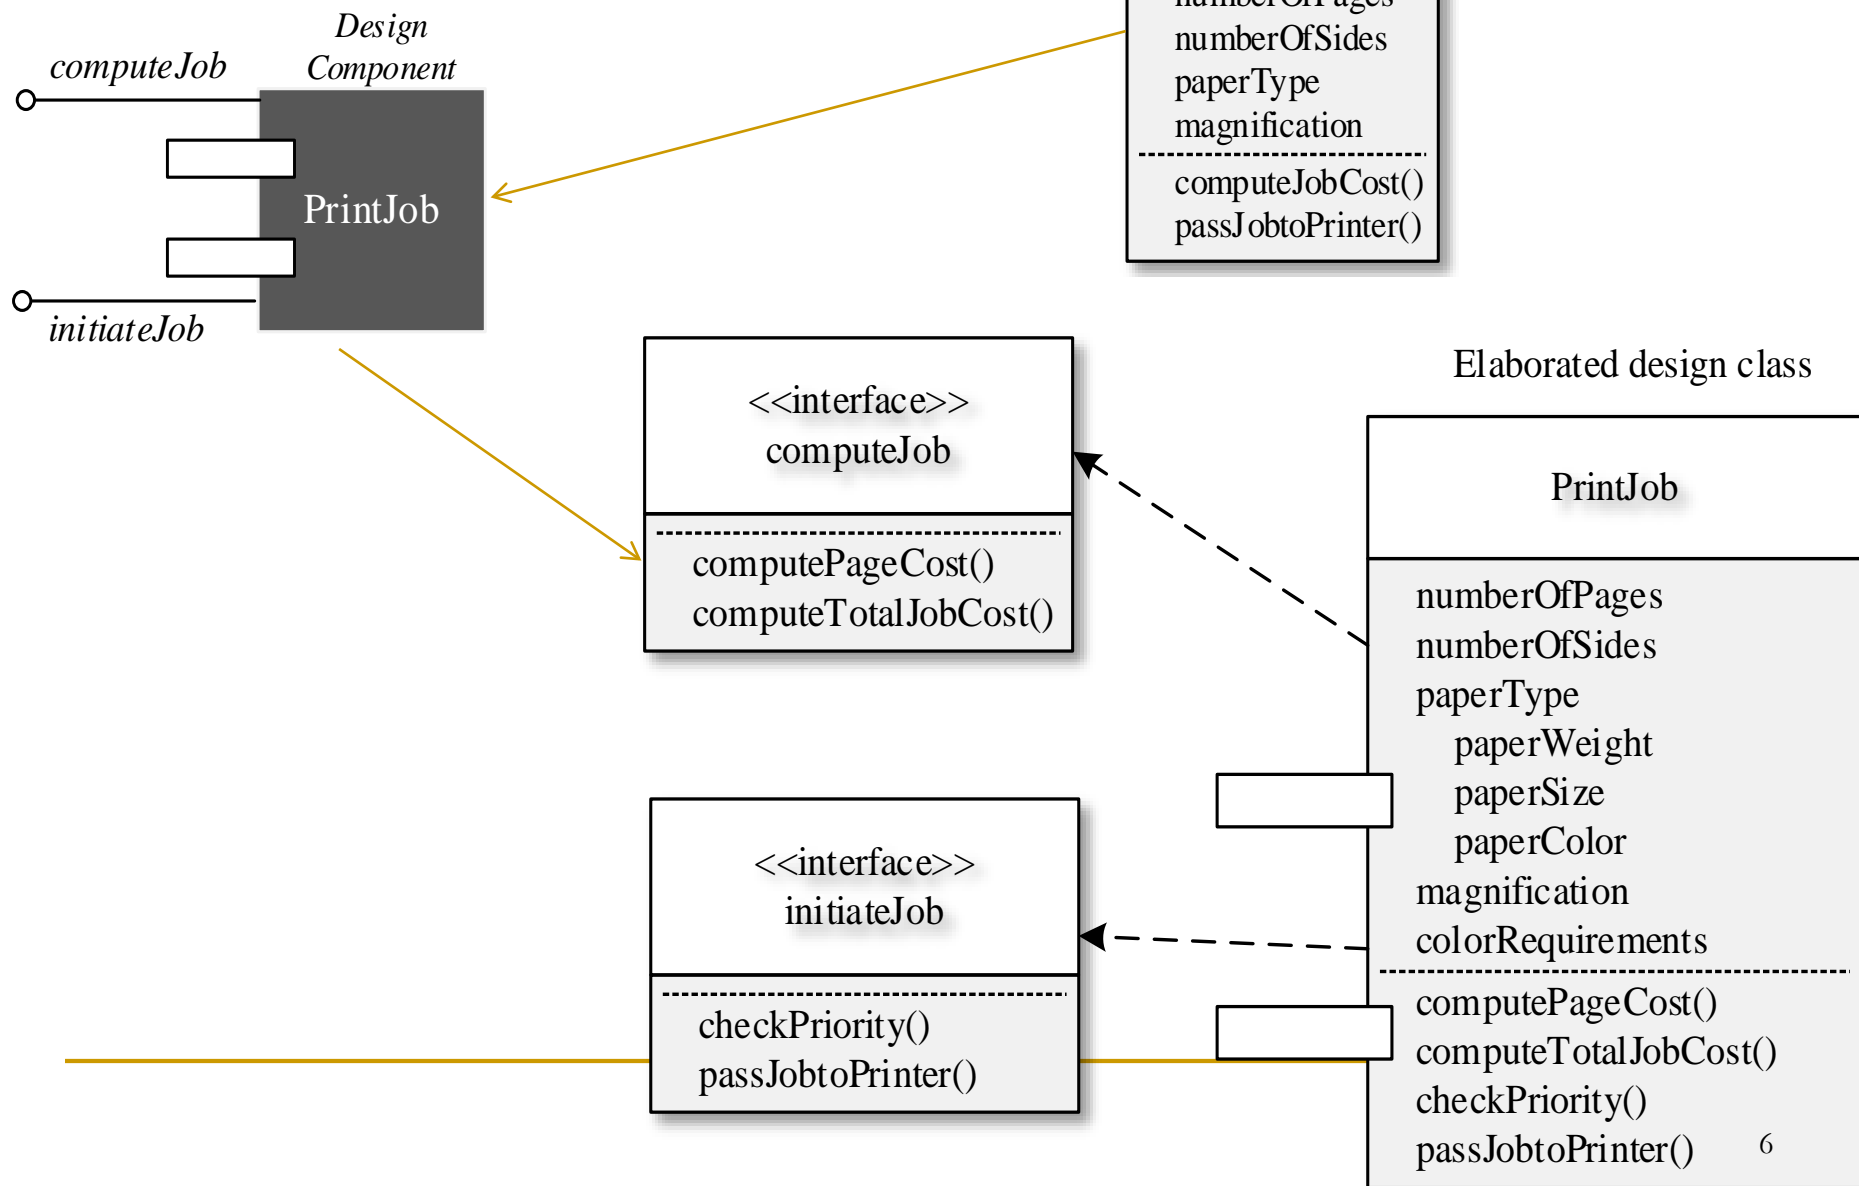 Design
Component
computeJob
PrintJob
initiateJob
numberOfPages
numberOfSides
paperType
magnification
computeJobCost()
passJobtoPrinter()
<<interface>>
computeJob
computePageCost()
computeTotalJobCost()
<<interface>>
initiateJob
checkPriority()
passJobtoPrinter()
Elaborated design class
PrintJob
numberOfPages
numberOfSides
paperType
paperWeight
paperSize
paperColor
magnification
colorRequirements
computePageCost()
computeTotalJobCost()
checkPriority()
passJobtoPrinter()
6